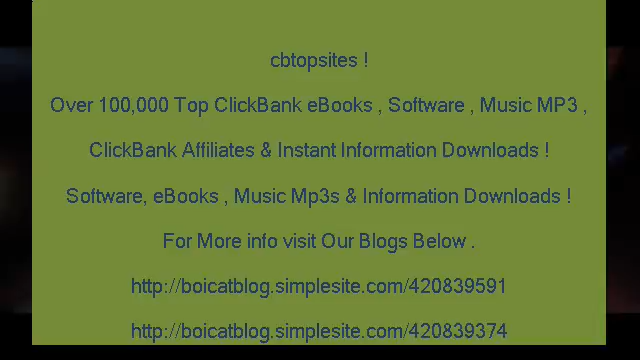 cbtopsites !
Over 100,000 Top ClickBank eBooks , Software , Music MP3 ,
ClickBank Affiliates & Instant Information Downloads !
Software, eBooks , Music Mp3s & Information Downloads !
For More info visit Our Blogs Below .
http://boicatblog.simplesite.com/420839591
http://boicatblog.simplesite.com/420839374